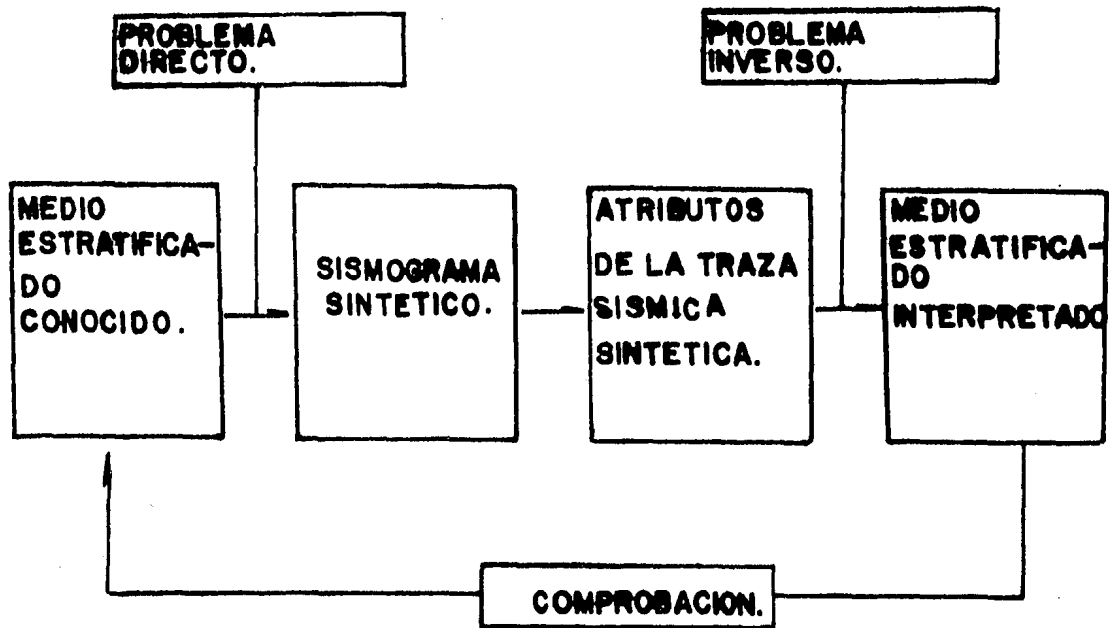 PROBLEMA
DIRECTO.
PROBLEMA
INVERSO.
MEDIO
ESTRATIFICA-
DO
CONOCIDO.
SISMOGRAMA
SINTETICO.
ATRIBUTOS
DE LA TRAZA
SISMICA
SINTETICA.
MEDIO
ESTRATIFICA-
DO
INTERPRETADO
COMPROBACION.